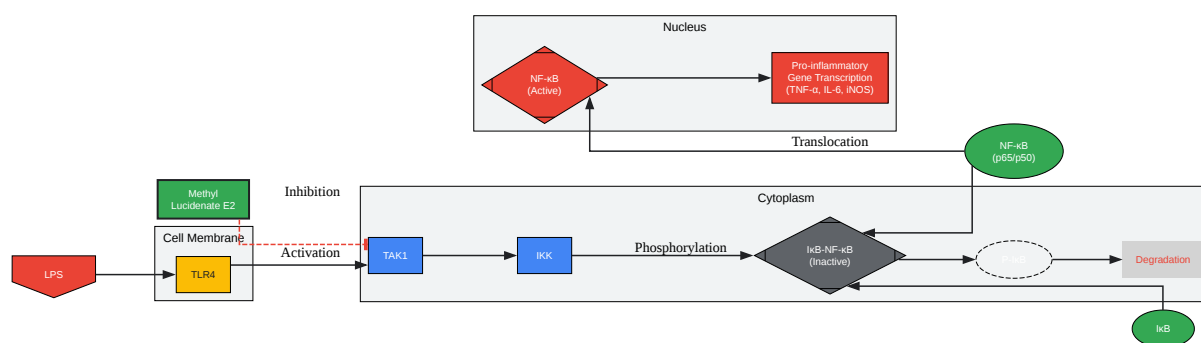 Nucleus
NF-κB
(Active)
Pro-inflammatory
Gene Transcription
(TNF-α, IL-6, iNOS)
Translocation
NF-κB
(p65/p50)
Methyl
Lucidenate E2
Inhibition
Cytoplasm
Cell Membrane
Activation
Phosphorylation
LPS
TLR4
TAK1
IKK
IκB-NF-κB
(Inactive)
P-IκB
Degradation
IκB